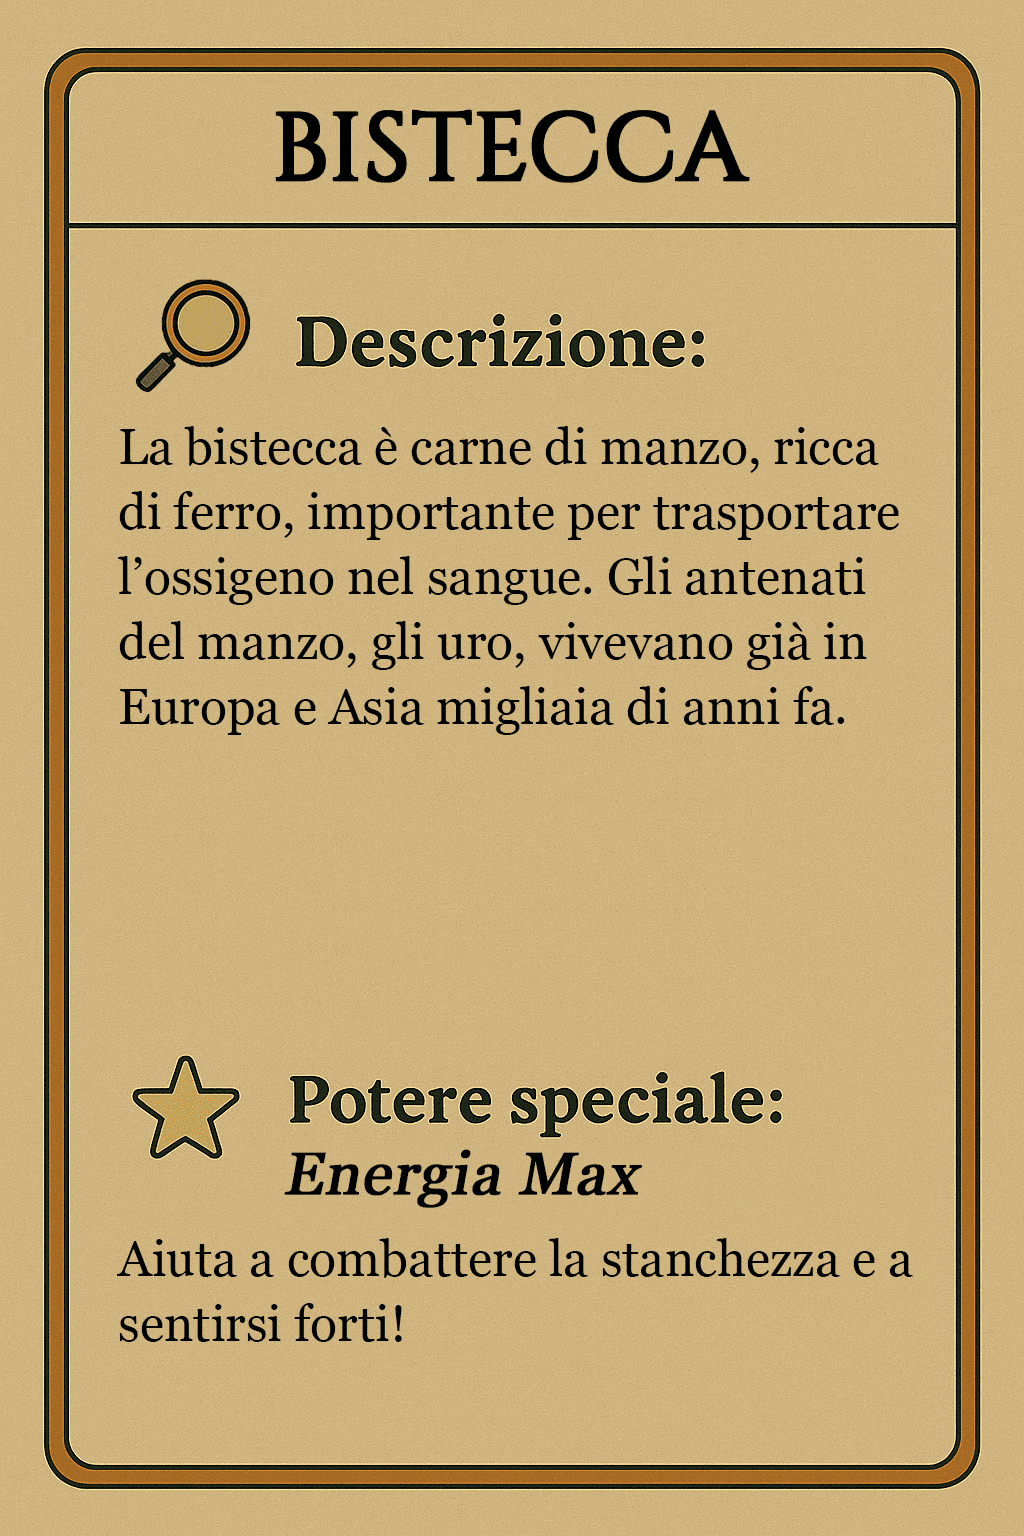 BISTECCA
Descrizione:
La bistecca è carne di manzo, ricca
di ferro, importante per trasportare
l’ossigeno nel sangue. Gli antenati
del manzo, gli uro, vivevano già in
Europa e Asia migliaia di anni fa.
Potere speciale:
Energia Max
Aiuta a combattere la stanchezza e a
sentirsi forti!